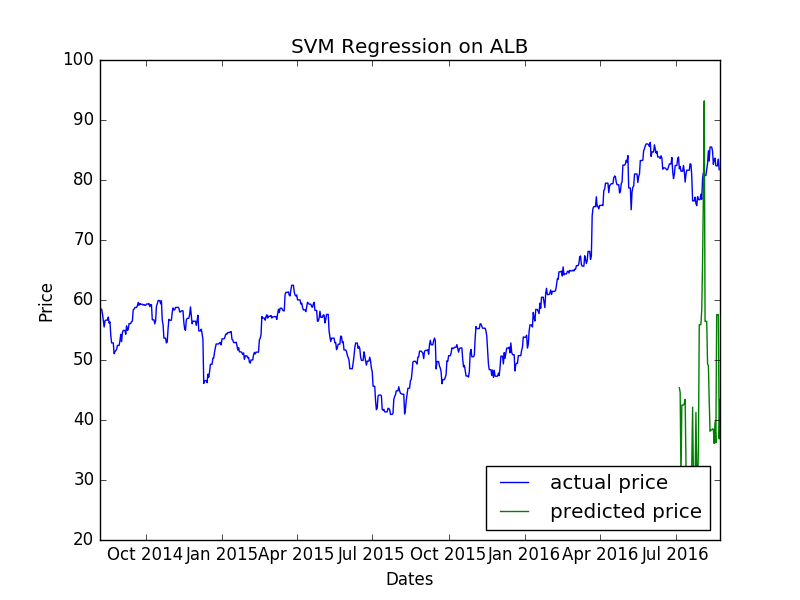 SVM Regression on ALB
100
90
80
70
60
50
40
30
20
Price
actual price
predicted price
Oct 2014 Jan 2015 Apr 2015 Jul 2015 Oct 2015 Jan 2016 Apr 2016 Jul 2016
Dates